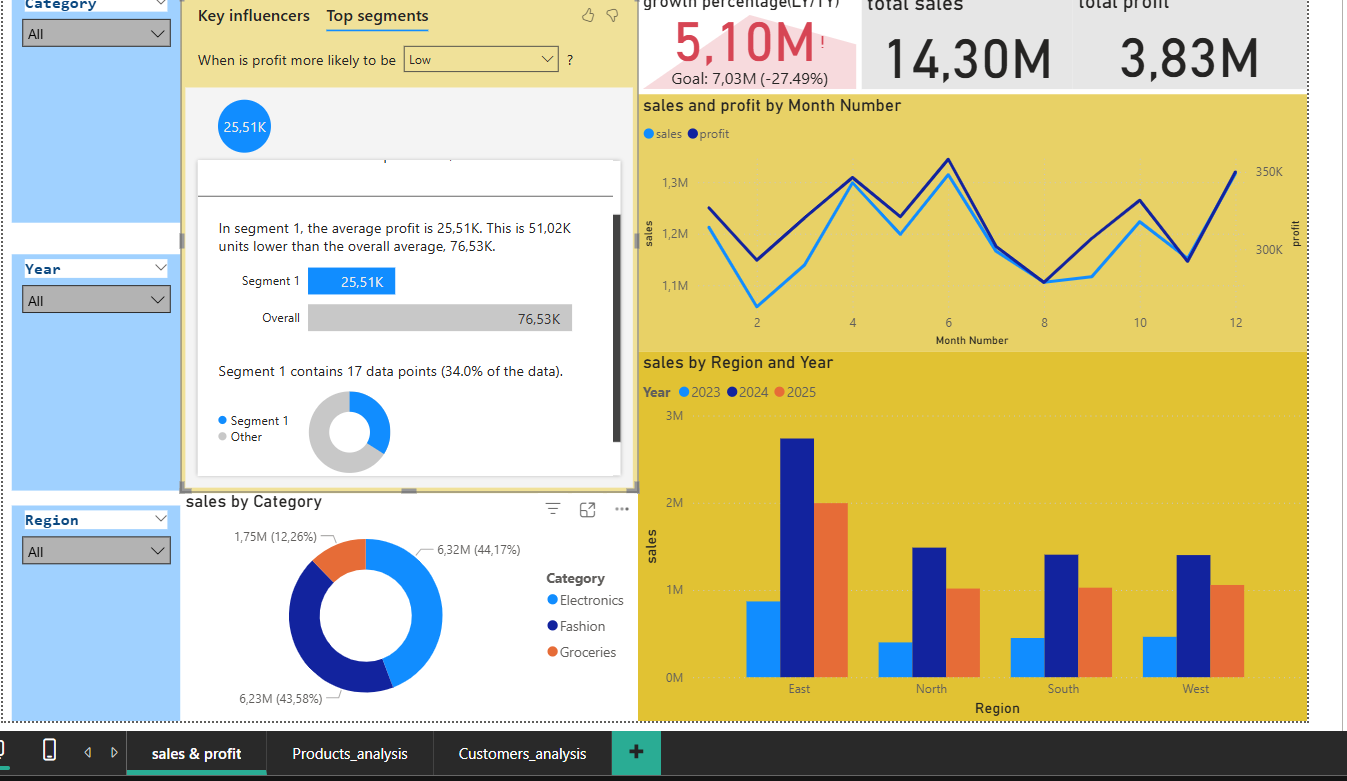 Category
All
Year
All
Region
All
Key influencers Top segments
When is profit more likely to be Low ?
25,51K
In segment 1, the average profit is 25,51K. This is 51,02K
units lower than the overall average, 76,53K.
Segment 1 25,51K
Overall 76,53K
Segment 1 contains 17 data points (34.0% of the data).
Segment 1
Other
sales by Category
1,75M (12,26%)
6,32M (44,17%)
6,23M (43,58%)
Category
Electronics
Fashion
Groceries
growth percentage(LY/TY)
5,10M!
Goal: 7,03M (-27.49%)
total sales
14,30M
total profit
3,83M
sales and profit by Month Number
sales profit
1,3M
1,2M
1,1M
sales
350K
300K
profit
2 4 6 8 10 12
Month Number
sales by Region and Year
Year 2023 2024 2025
3M
2M
1M
0M
sales
East North South West
Region
sales & profit Products_analysis Customers_analysis +